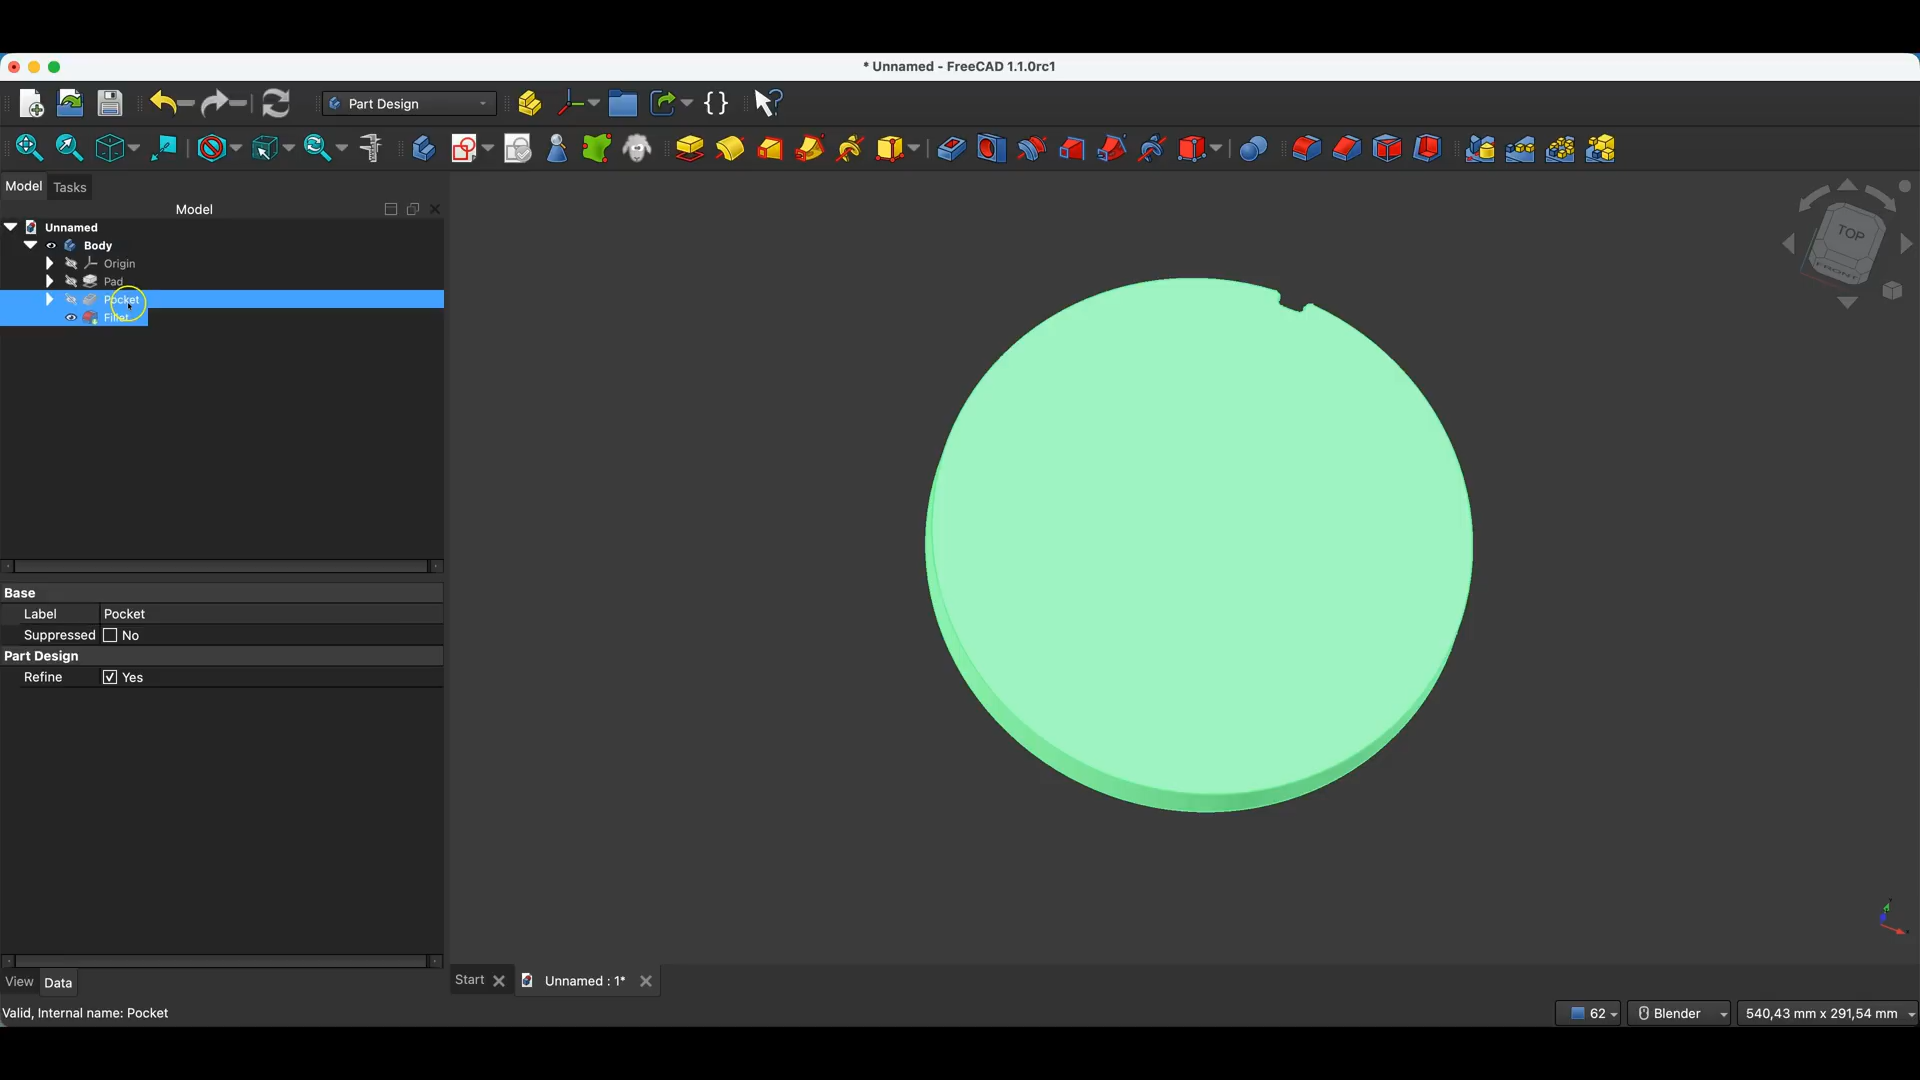 * Unnamed - FreeCAD 1.1.0rc1
Part Design
Model
Tasks
Model
Unnamed
Body
Origin
Pad
Pocket
Fillet
Base
Label Pocket
Suppressed No
Part Design
Refine Yes
TOP
FRONT
View
Data
Start
Unnamed : 1*
Valid, Internal name: Pocket
62
Blender
540,43 mm x 291,54 mm